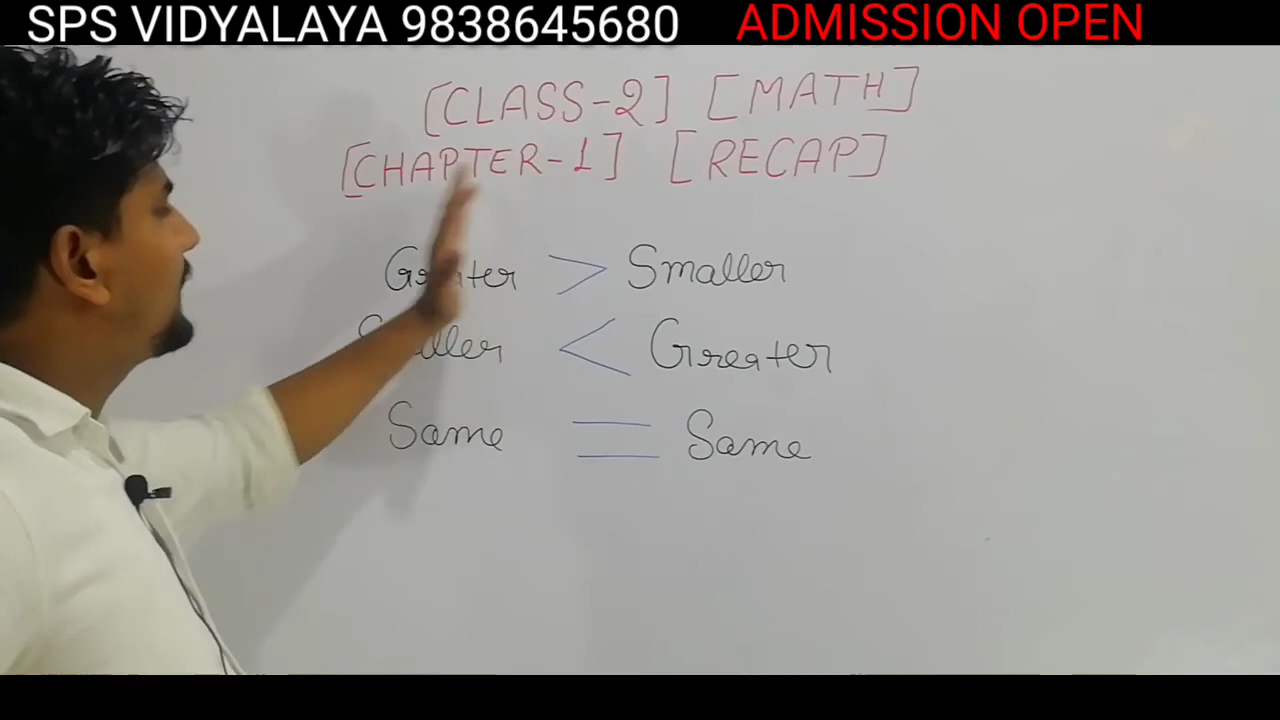 SPS VIDYALAYA 9838645680 ADMISSION OPEN
[CLASS-2] [MATH]
[CHAPTER-1] [RECAP]
> Smaller
< Greater
Same = Same